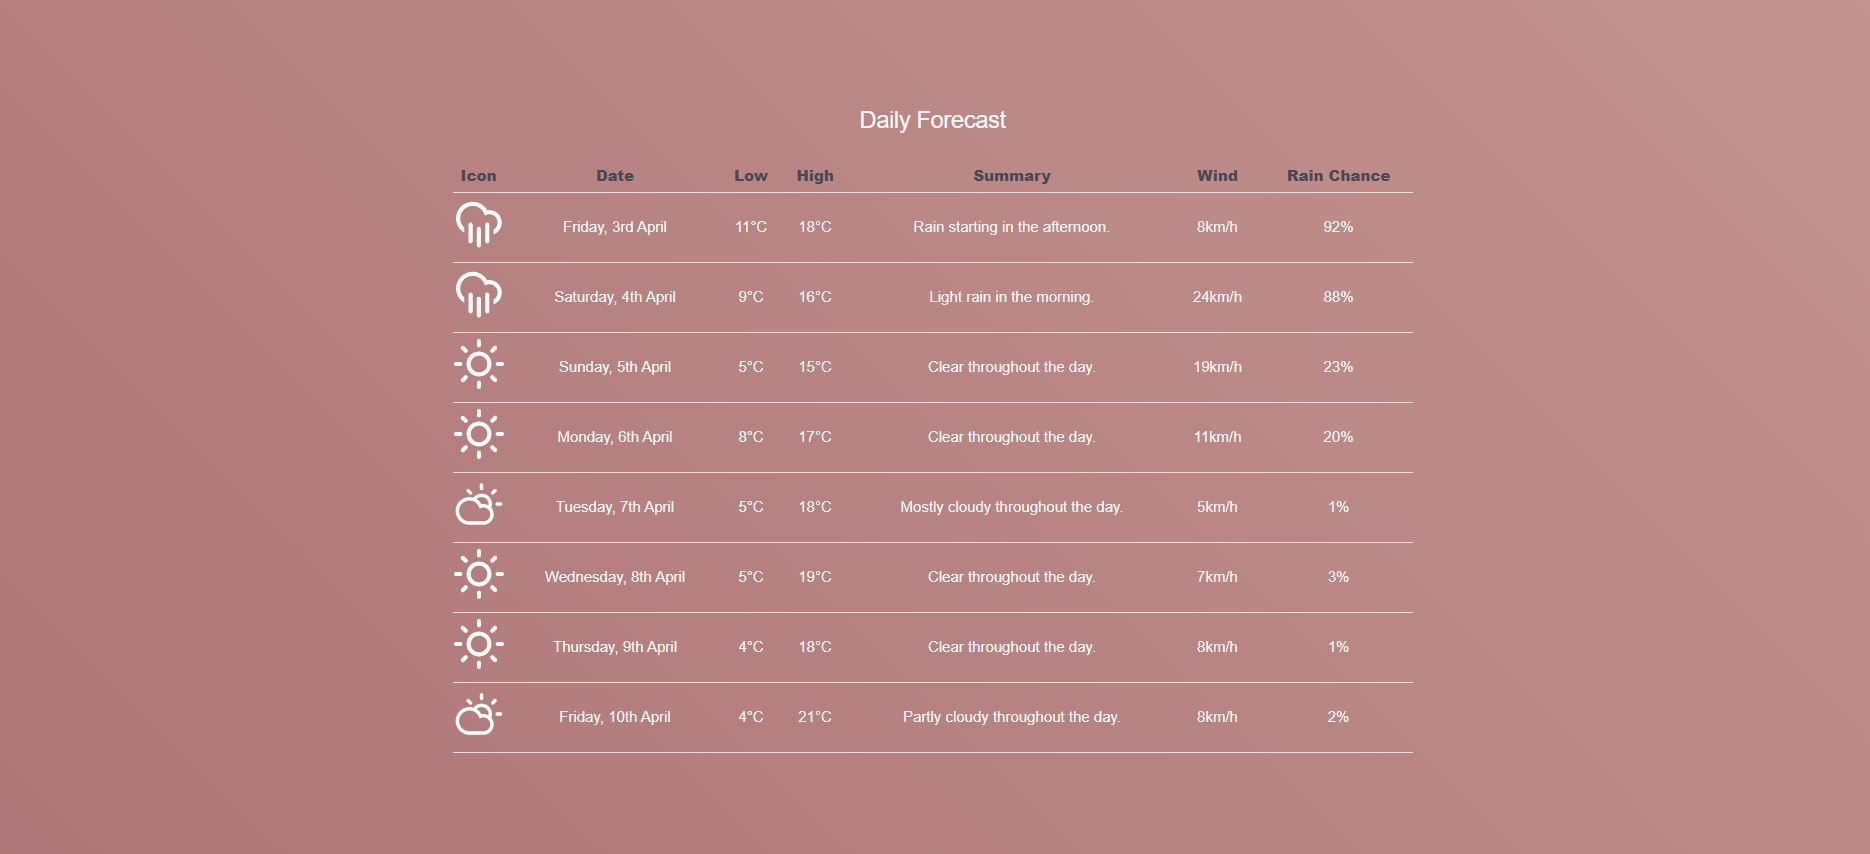 Daily Forecast
Icon Date Low High Summary Wind Rain Chance
Friday, 3rd April 11°C 18°C Rain starting in the afternoon. 8km/h 92%
Saturday, 4th April 9°C 16°C Light rain in the morning. 24km/h 88%
Sunday, 5th April 5°C 15°C Clear throughout the day. 19km/h 23%
Monday, 6th April 8°C 17°C Clear throughout the day. 11km/h 20%
Tuesday, 7th April 5°C 18°C Mostly cloudy throughout the day. 5km/h 1%
Wednesday, 8th April 5°C 19°C Clear throughout the day. 7km/h 3%
Thursday, 9th April 4°C 18°C Clear throughout the day. 8km/h 1%
Friday, 10th April 4°C 21°C Partly cloudy throughout the day. 8km/h 2%